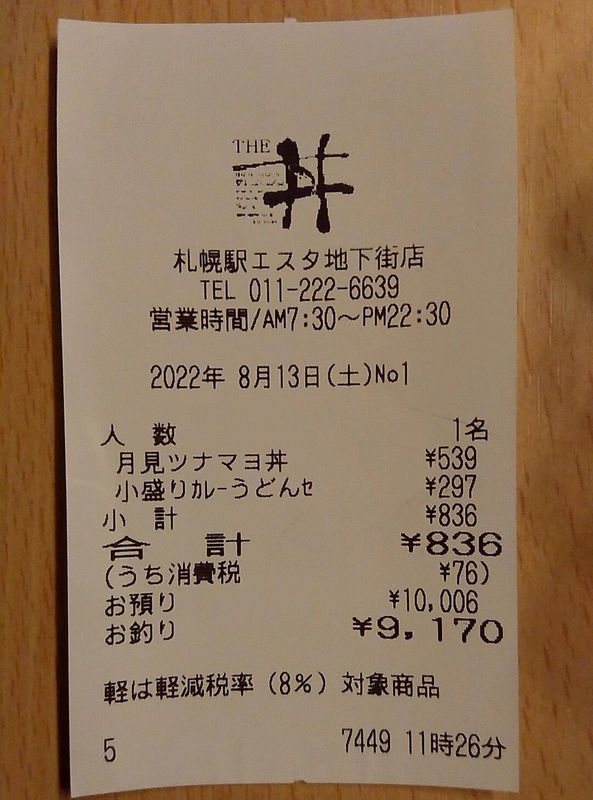 THE 丼
札幌駅エスタ地下街店
TEL 011-222-6639
営業時間/AM7:30～PM22:30
2022年 8月13日(土)No1
人 数 1名
月見ツナマヨ丼 ¥539
小盛りｶﾚｰうどんｾ ¥297
小 計 ¥836
合 計 ¥836
(うち消費税 ¥76)
お預り ¥10,006
お釣り ¥9,170
軽は軽減税率（8%）対象商品
5 7449 11時26分